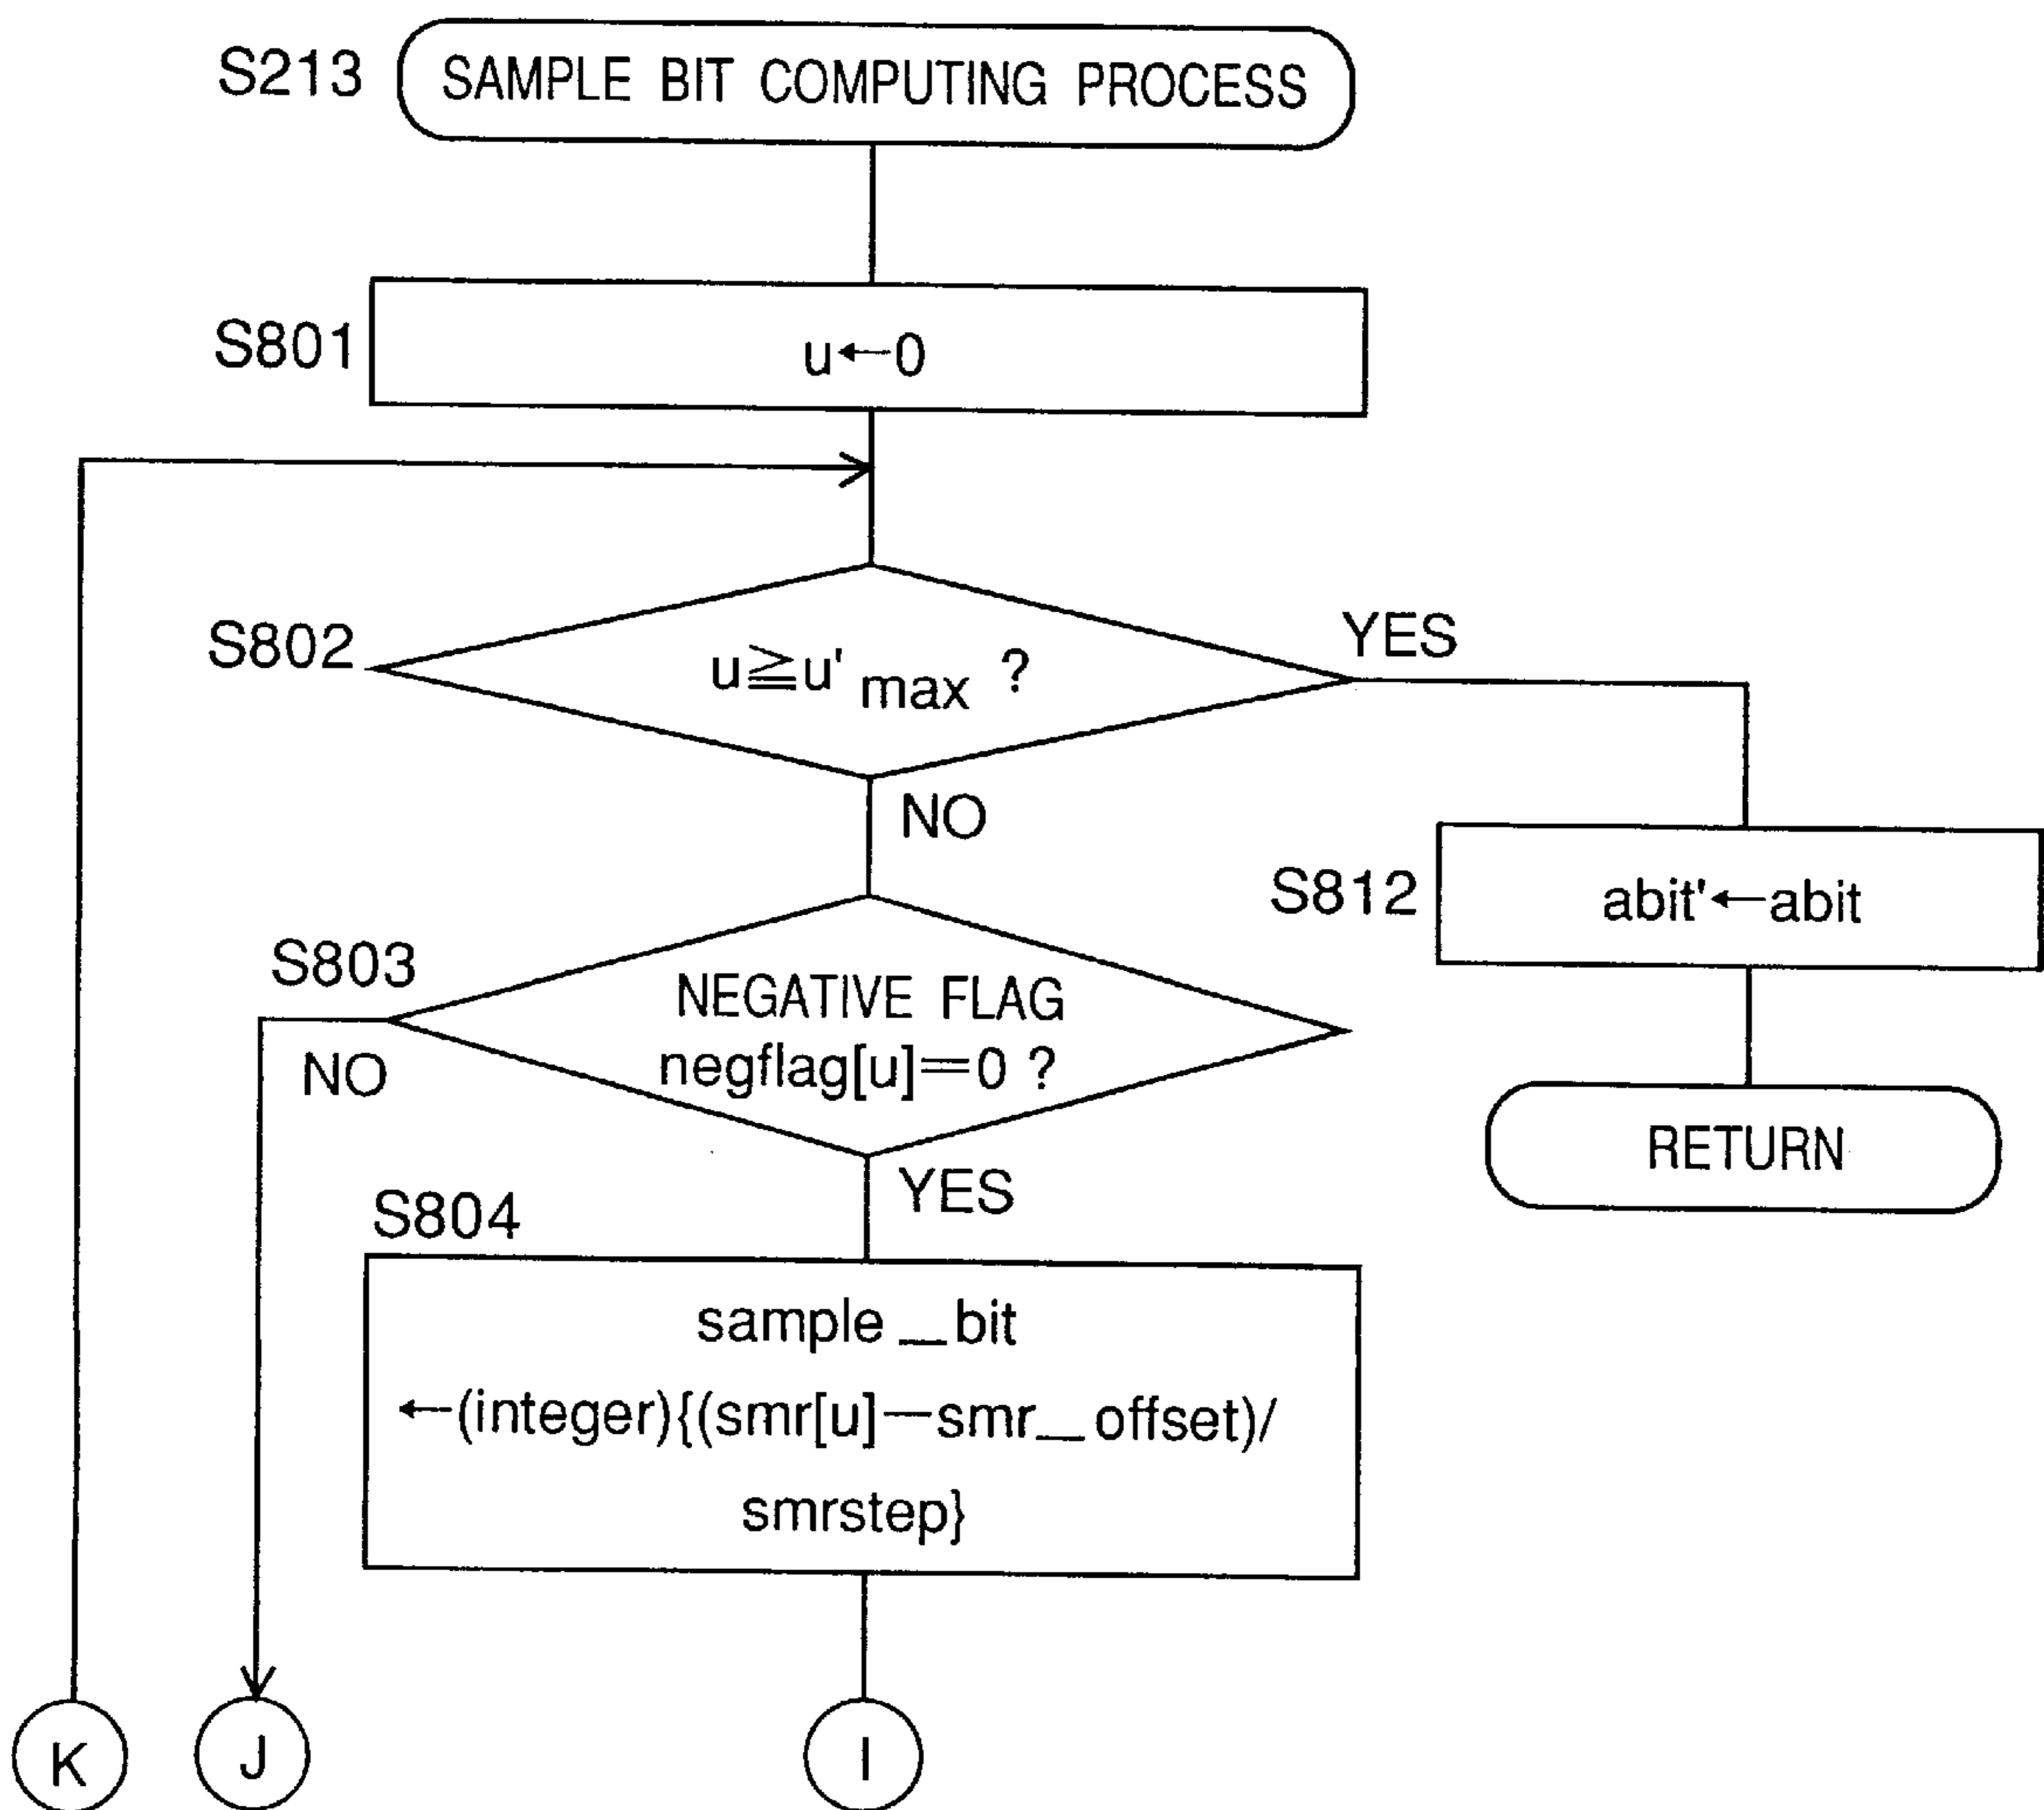 S213 SAMPLE BIT COMPUTING PROCESS
S801 u←0
S802 u≧u'max ?
YES
NO
S812 abit'←abit
S803 NEGATIVE FLAG
negflag[u]==0 ?
NO
YES
RETURN
S804
sample_bit
←(integer){(smr[u]−smr_offset)/
smrstep}
K J I